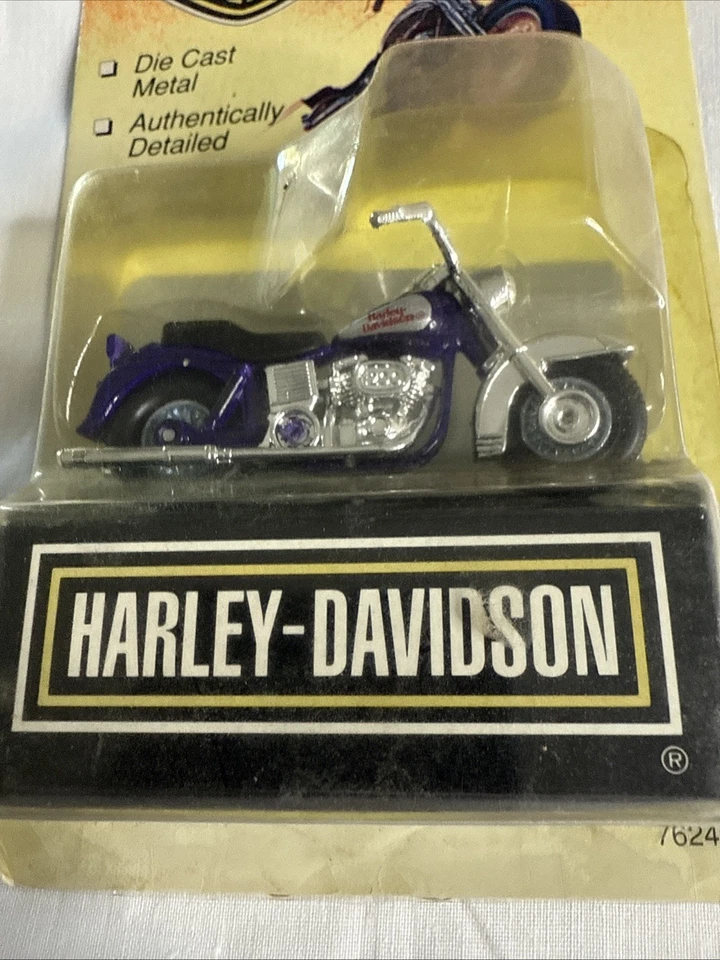 Die Cast
Metal
Authentically
Detailed
Harley-
Davidson
HARLEY-DAVIDSON
®
7624